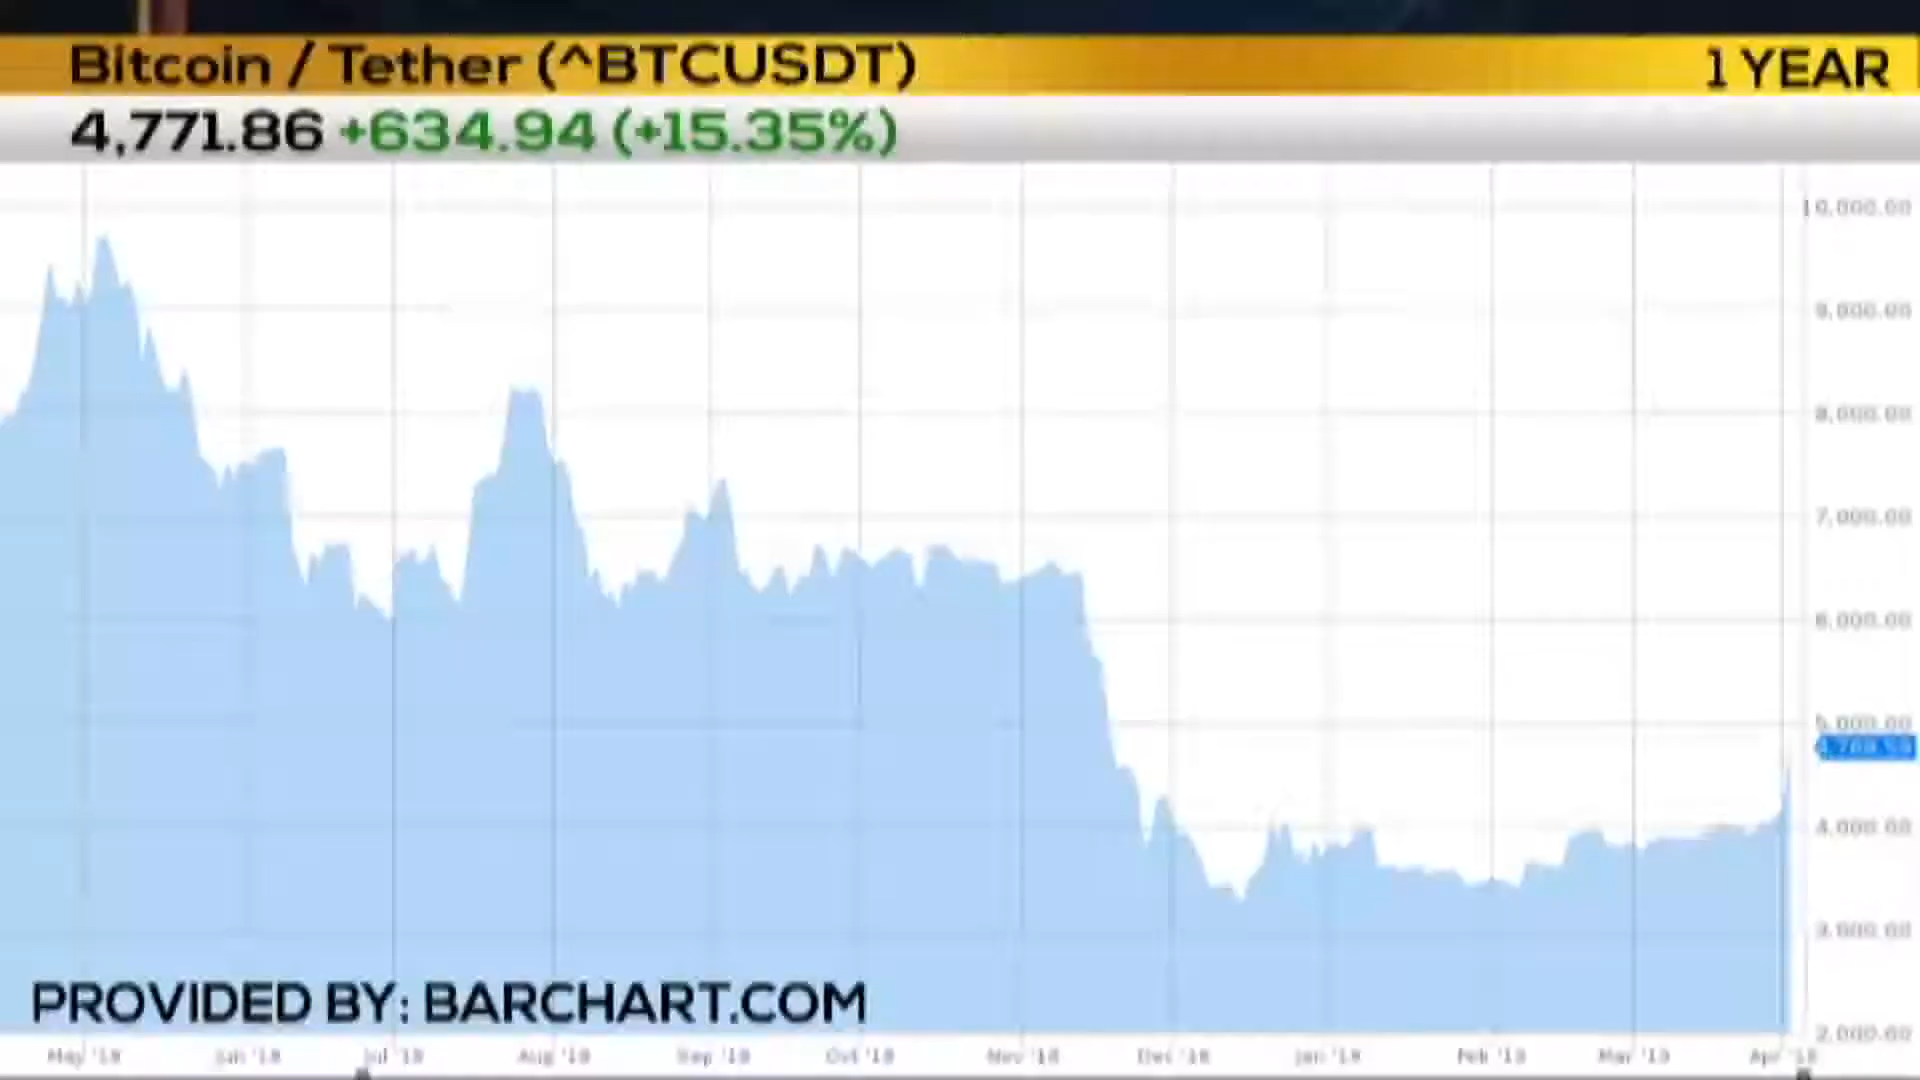 Bitcoin / Tether (^BTCUSDT)
1 YEAR
4,771.86 +634.94 (+15.35%)
10,000.00
9,000.00
8,000.00
7,000.00
6,000.00
5,000.00
4,000.00
3,000.00
2,000.00
PROVIDED BY: BARCHART.COM
May '18 Jun '18 Jul '18 Aug '18 Sep '18 Oct '18 Nov '18 Dec '18 Jan '19 Feb '19 Mar '19